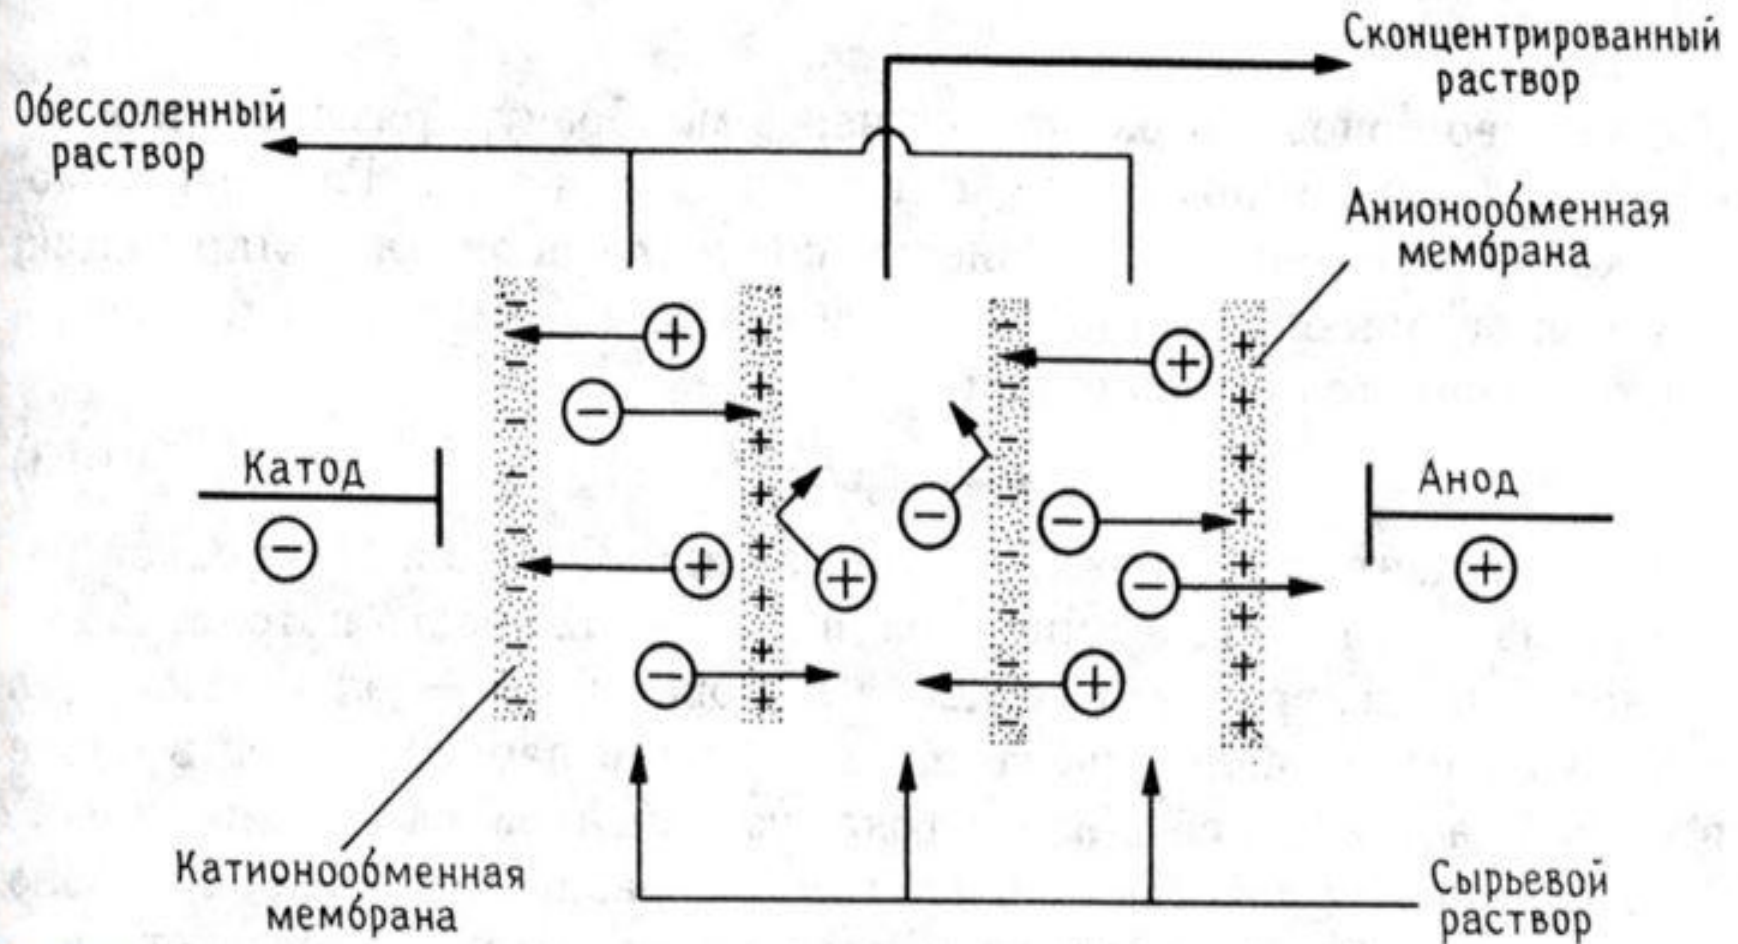 Сконцентрированный
раствор
Обессоленный
раствор
Анионообменная
мембрана
Катод
Анод
Катионообменная
мембрана
Сырьевой
раствор